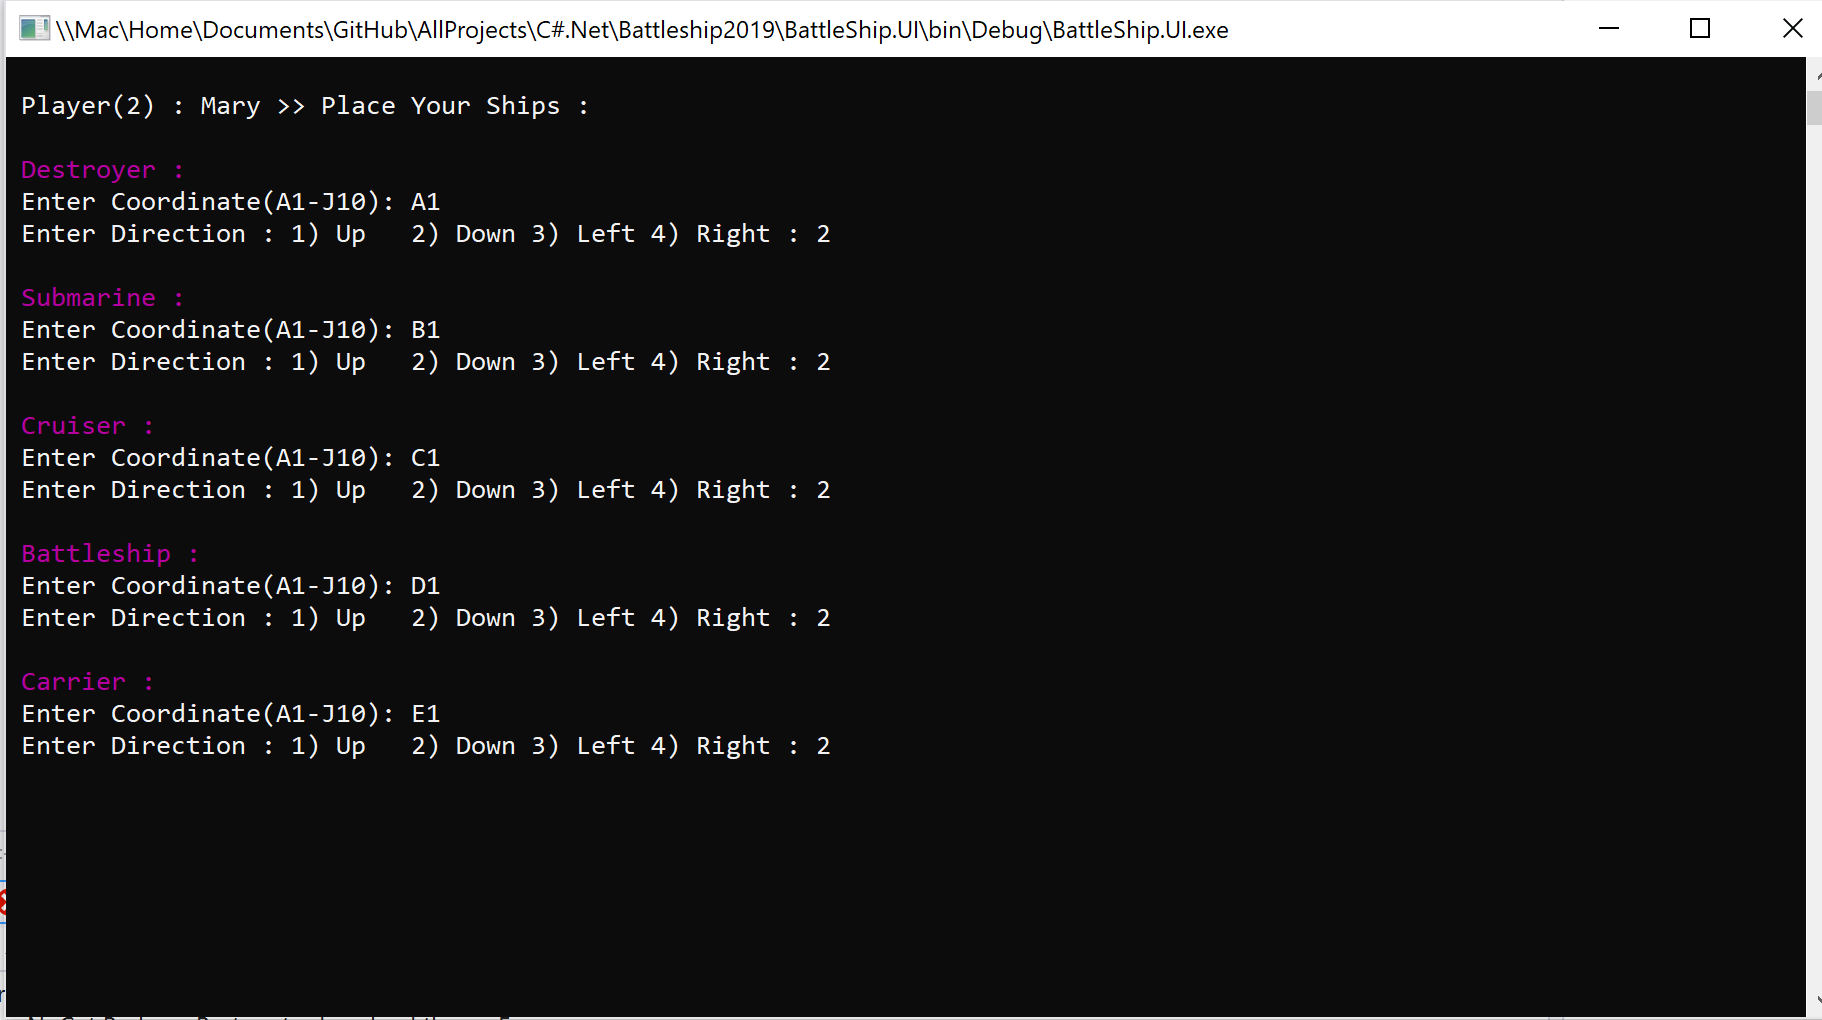 \\Mac\Home\Documents\GitHub\AllProjects\C#.Net\Battleship2019\BattleShip.UI\bin\Debug\BattleShip.UI.exe
Player(2) : Mary >> Place Your Ships :
Destroyer :
Enter Coordinate(A1-J10): A1
Enter Direction : 1) Up   2) Down 3) Left 4) Right : 2
Submarine :
Enter Coordinate(A1-J10): B1
Enter Direction : 1) Up   2) Down 3) Left 4) Right : 2
Cruiser :
Enter Coordinate(A1-J10): C1
Enter Direction : 1) Up   2) Down 3) Left 4) Right : 2
Battleship :
Enter Coordinate(A1-J10): D1
Enter Direction : 1) Up   2) Down 3) Left 4) Right : 2
Carrier :
Enter Coordinate(A1-J10): E1
Enter Direction : 1) Up   2) Down 3) Left 4) Right : 2